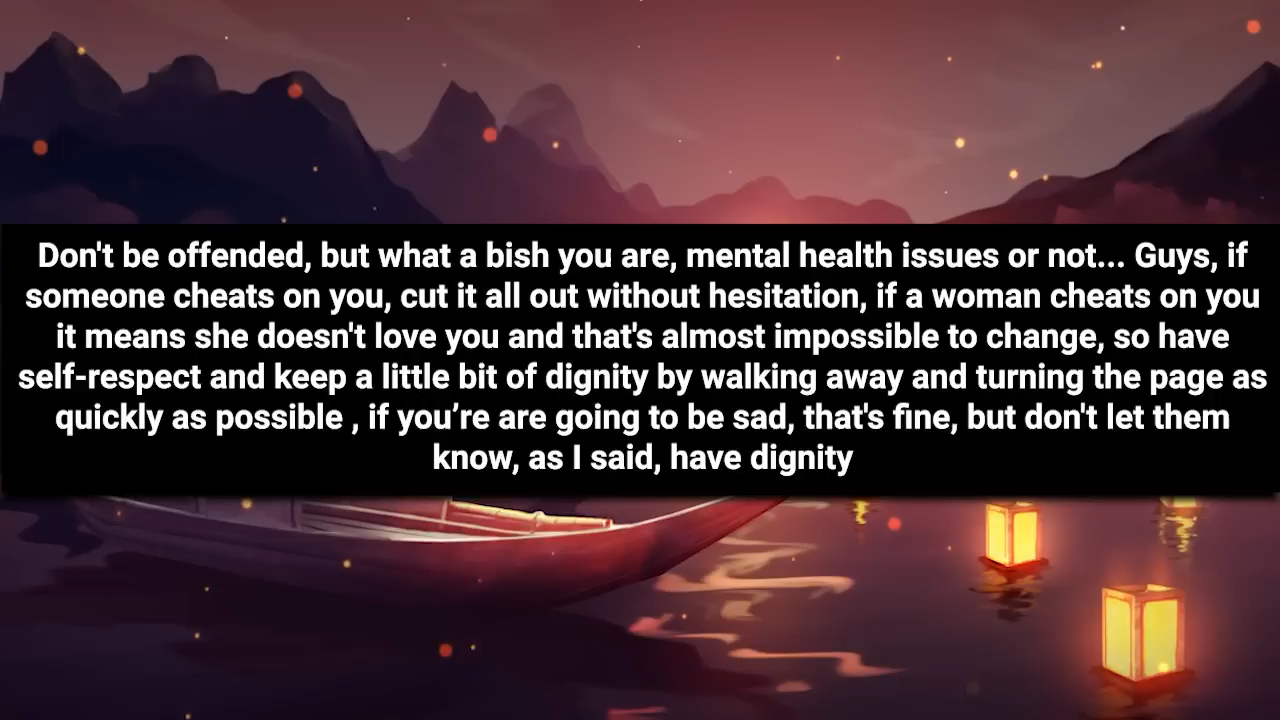 Don't be offended, but what a bish you are, mental health issues or not... Guys, if
someone cheats on you, cut it all out without hesitation, if a woman cheats on you
it means she doesn't love you and that's almost impossible to change, so have
self-respect and keep a little bit of dignity by walking away and turning the page as
quickly as possible , if you’re are going to be sad, that's fine, but don't let them
know, as I said, have dignity